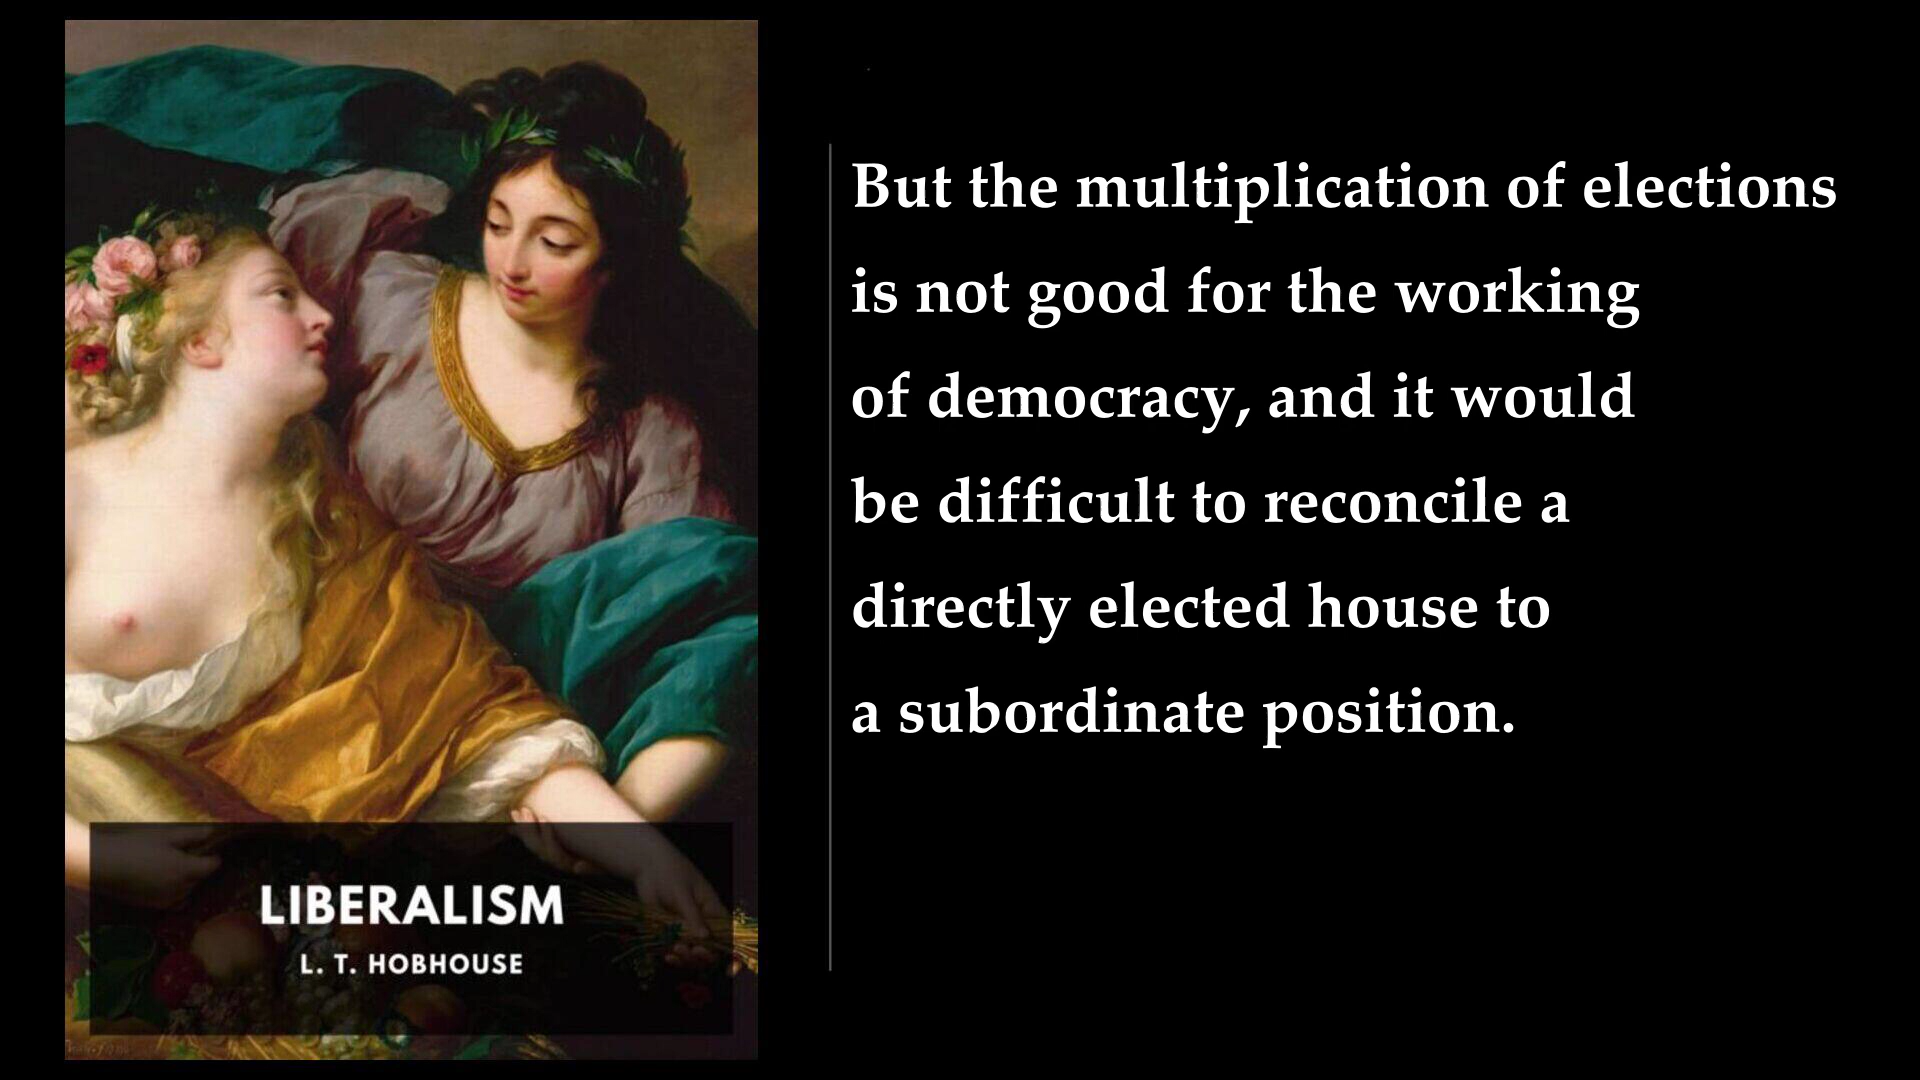 But the multiplication of elections
is not good for the working
of democracy, and it would
be difficult to reconcile a
directly elected house to
a subordinate position.
LIBERALISM
L. T. HOBHOUSE